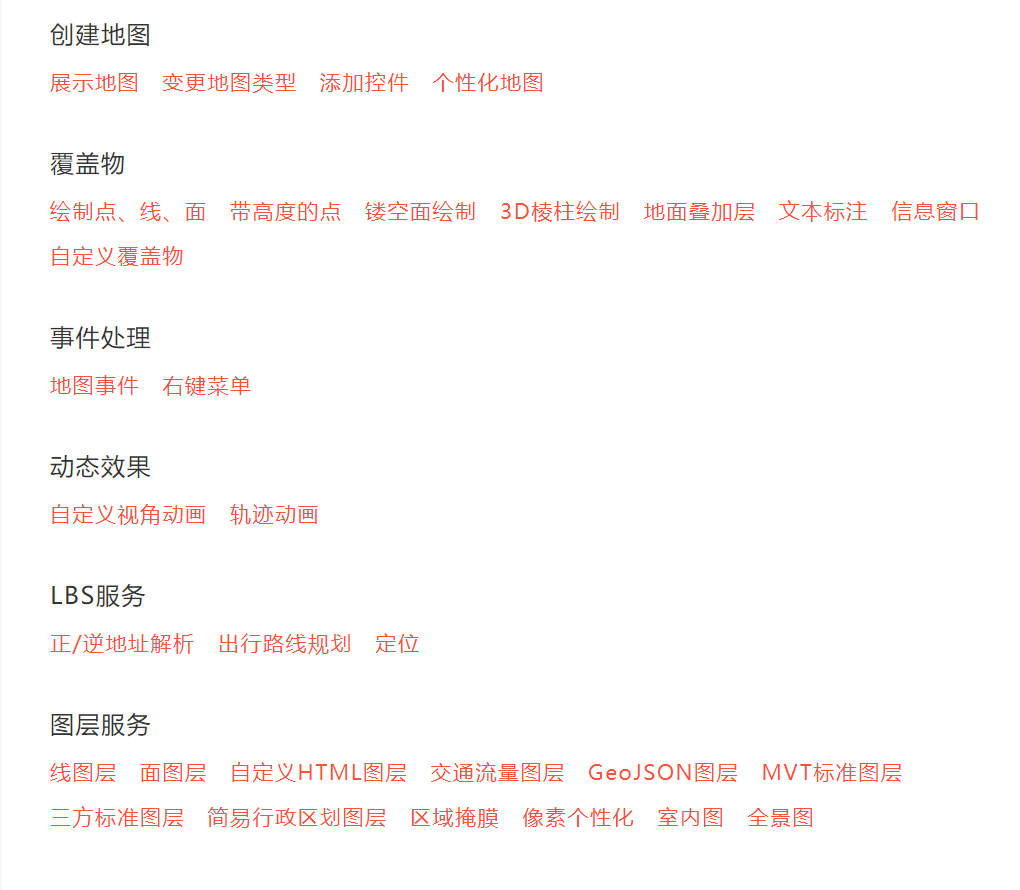 创建地图
展示地图 变更地图类型 添加控件 个性化地图
覆盖物
绘制点、线、面 带高度的点 镂空面绘制 3D棱柱绘制 地面叠加层 文本标注 信息窗口
自定义覆盖物
事件处理
地图事件 右键菜单
动态效果
自定义视角动画 轨迹动画
LBS服务
正/逆地址解析 出行路线规划 定位
图层服务
线图层 面图层 自定义HTML图层 交通流量图层 GeoJSON图层 MVT标准图层
三方标准图层 简易行政区划图层 区域掩膜 像素个性化 室内图 全景图